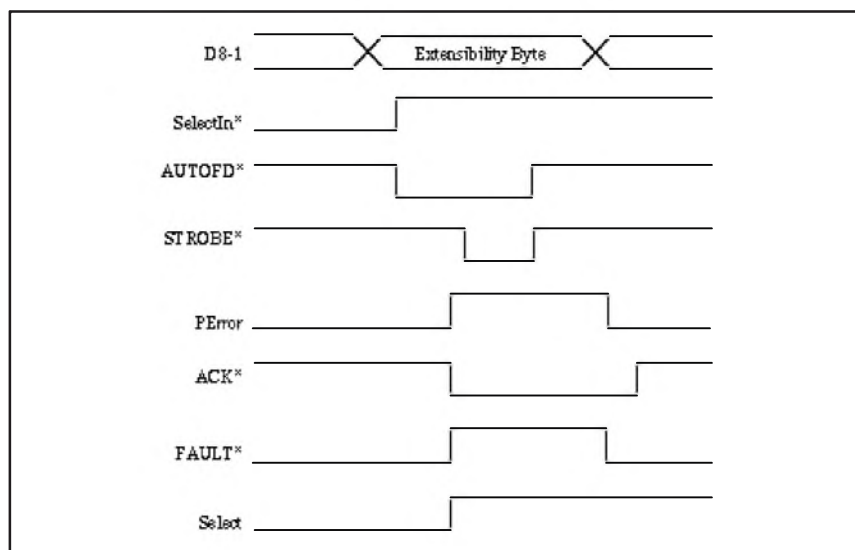 D8-1
Extensibility Byte
SelectIn*
AUTOFD*
STROBE*
PError
ACK*
FAULT*
Select